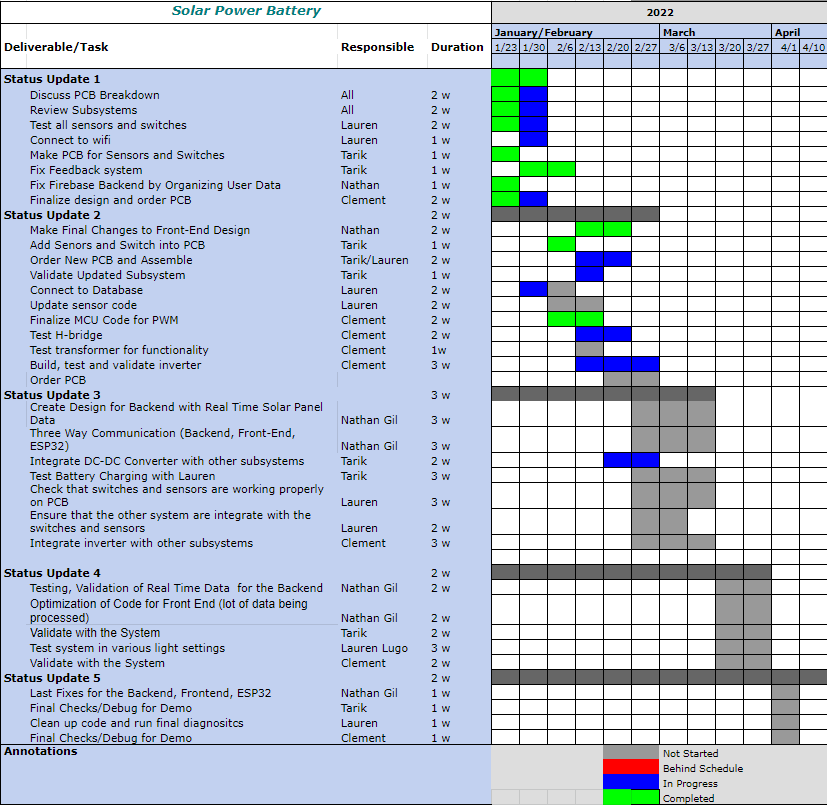 Solar Power Battery
2022
Deliverable/Task Responsible Duration
January/February March April
1/23 1/30 2/6 2/13 2/20 2/27 3/6 3/13 3/20 3/27 4/1 4/10
Status Update 1
Discuss PCB Breakdown All 2 w
Review Subsystems All 2 w
Test all sensors and switches Lauren 2 w
Connect to wifi Lauren 1 w
Make PCB for Sensors and Switches Tarik 1 w
Fix Feedback system Tarik 1 w
Fix Firebase Backend by Organizing User Data Nathan 1 w
Finalize design and order PCB Clement 2 w
Status Update 2 2 w
Make Final Changes to Front-End Design Nathan 2 w
Add Senors and Switch into PCB Tarik 1 w
Order New PCB and Assemble Tarik/Lauren 2 w
Validate Updated Subsystem Tarik 1 w
Connect to Database Lauren 2 w
Update sensor code Lauren 2 w
Finalize MCU Code for PWM Clement 2 w
Test H-bridge Clement 2 w
Test transformer for functionality Clement 1w
Build, test and validate inverter Clement 3 w
Order PCB
Status Update 3 3 w
Create Design for Backend with Real Time Solar Panel
Data Nathan Gil 3 w
Three Way Communication (Backend, Front-End,
ESP32) Nathan Gil 3 w
Integrate DC-DC Converter with other subsystems Tarik 2 w
Test Battery Charging with Lauren Tarik 3 w
Check that switches and sensors are working properly
on PCB Lauren 3 w
Ensure that the other system are integrate with the
switches and sensors Lauren 2 w
Integrate inverter with other subsystems Clement 3 w
Status Update 4 2 w
Testing, Validation of Real Time Data for the Backend Nathan Gil 2 w
Optimization of Code for Front End (lot of data being
processed) Nathan Gil 2 w
Validate with the System Tarik 2 w
Test system in various light settings Lauren Lugo 3 w
Validate with the System Clement 2 w
Status Update 5 2 w
Last Fixes for the Backend, Frontend, ESP32 Nathan Gil 1 w
Final Checks/Debug for Demo Tarik 1 w
Clean up code and run final diagnositcs Lauren 1 w
Final Checks/Debug for Demo Clement 1 w
Annotations
Not Started
Behind Schedule
In Progress
Completed